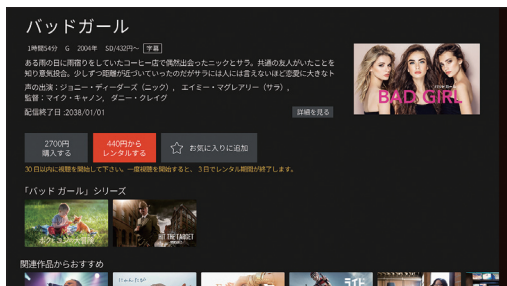 バッドガール
1時間54分 G 2004年 SD/432円〜 字幕
ある雨の日に雨宿りをしていたコーヒー店で偶然出会ったニックとサラ。共通の友人がいたことを
知り意気投合。少しずつ距離が近づいていったのだがサラには人には言えないほど恋愛に大きなト
声の出演：ジョニー・ディーダーズ（ニック）, エイミー・マグレアリー（サラ）,
監督：マイク・キャノン, ダニー・クレイグ
配信終了日 :2038/01/01
詳細を見る
BAD GIRL
2700円
購入する
440円から
レンタルする
お気に入りに追加
30日以内に視聴を開始して下さい。一度視聴を開始すると、3日でレンタル期間が終了します。
「バッド ガール」シリーズ
HIT THE TARGET
関連作品からおすすめ